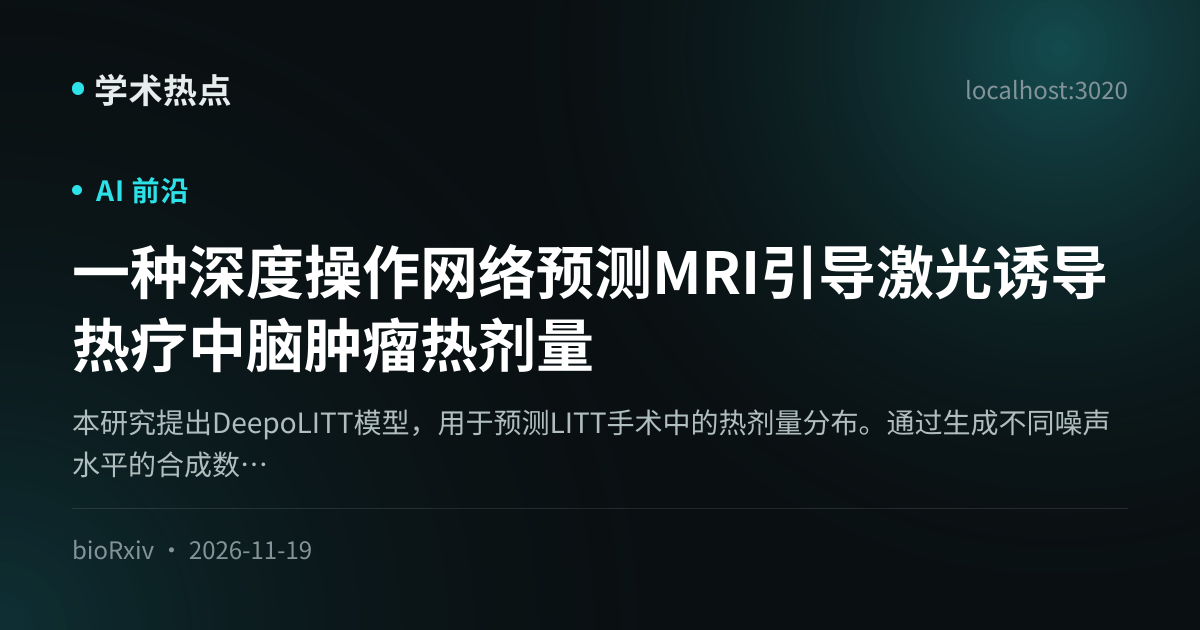 学术热点
localhost:3020
AI 前沿
一种深度操作网络预测MRI引导激光诱导
热疗中脑肿瘤热剂量
本研究提出DeepoLITT模型，用于预测LITT手术中的热剂量分布。通过生成不同噪声
水平的合成数…
bioRxiv · 2026-11-19